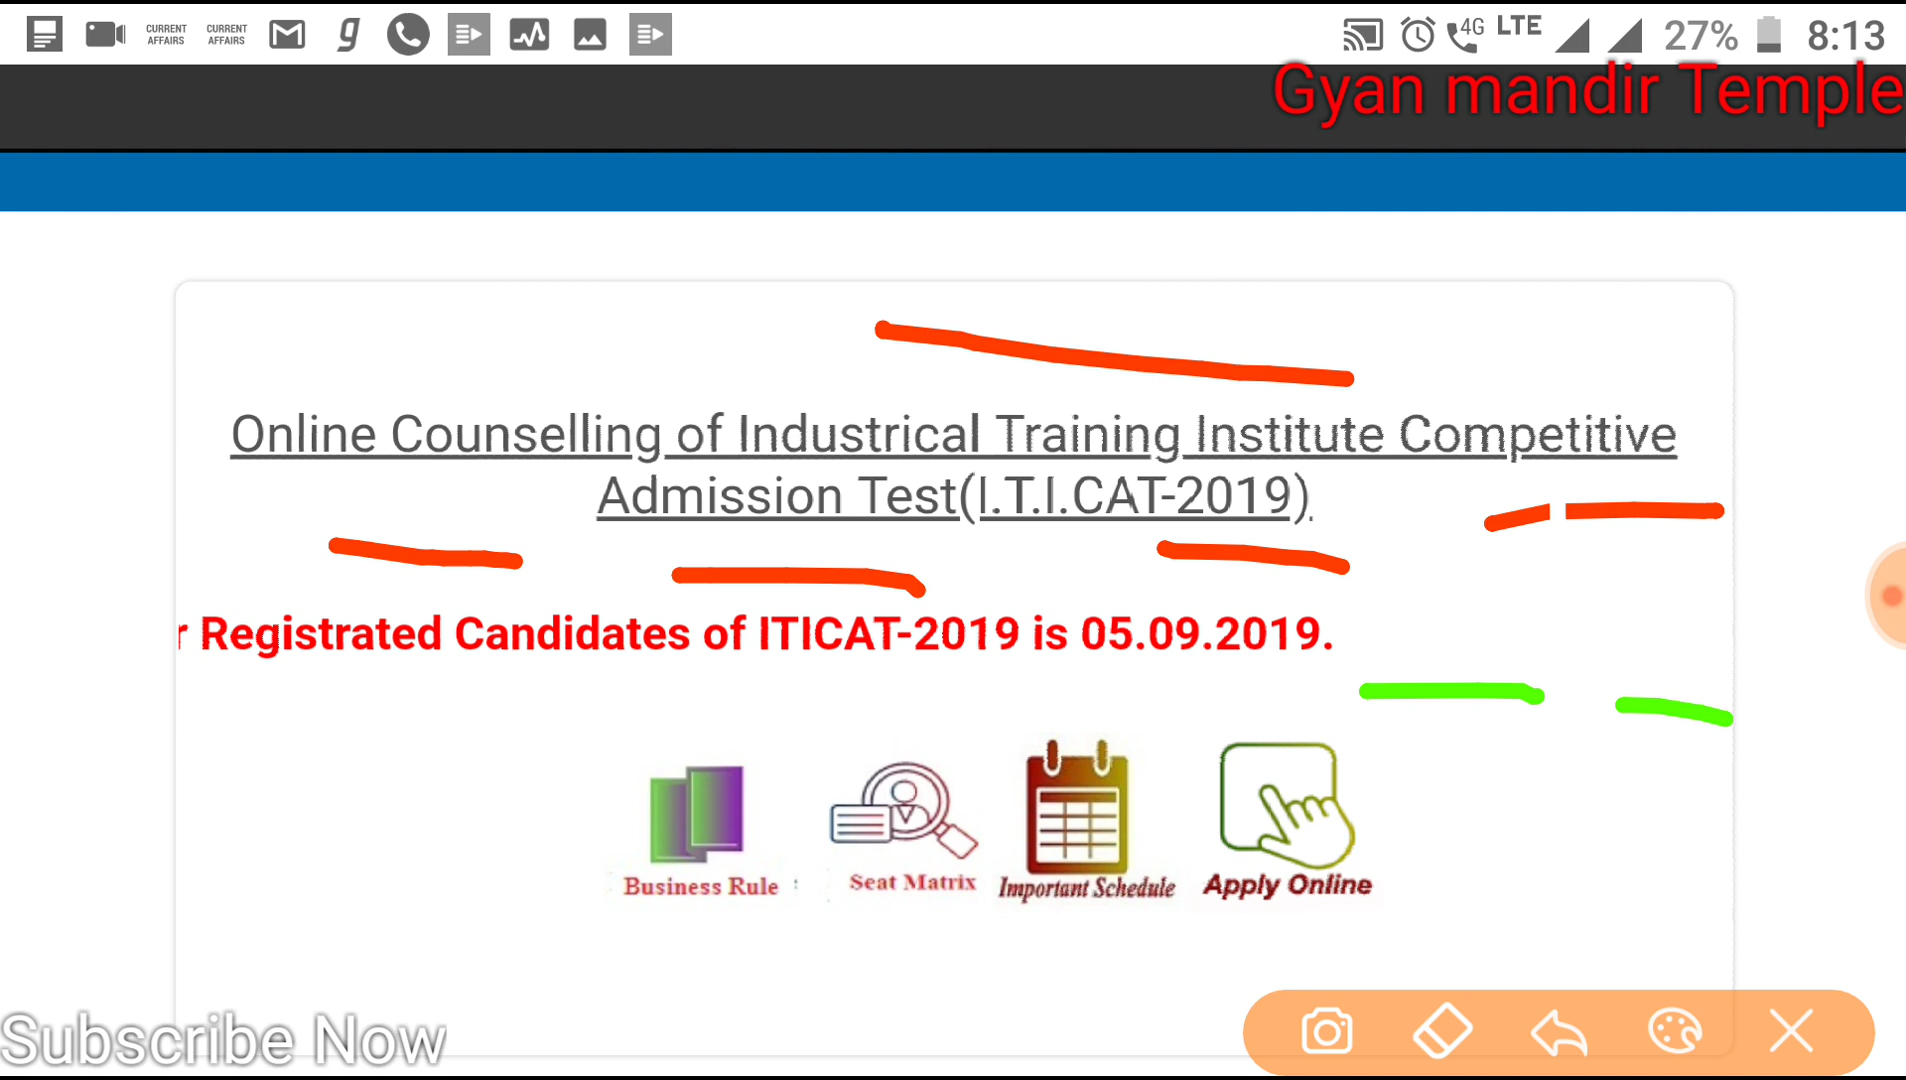 CURRENT AFFAIRS CURRENT AFFAIRS g 4G LTE 27% 8:13
Gyan mandir Temple
Online Counselling of Industrical Training Institute Competitive
Admission Test(I.T.I.CAT-2019).
r Registrated Candidates of ITICAT-2019 is 05.09.2019.
Business Rule : Seat Matrix Important Schedule Apply Online
Subscribe Now